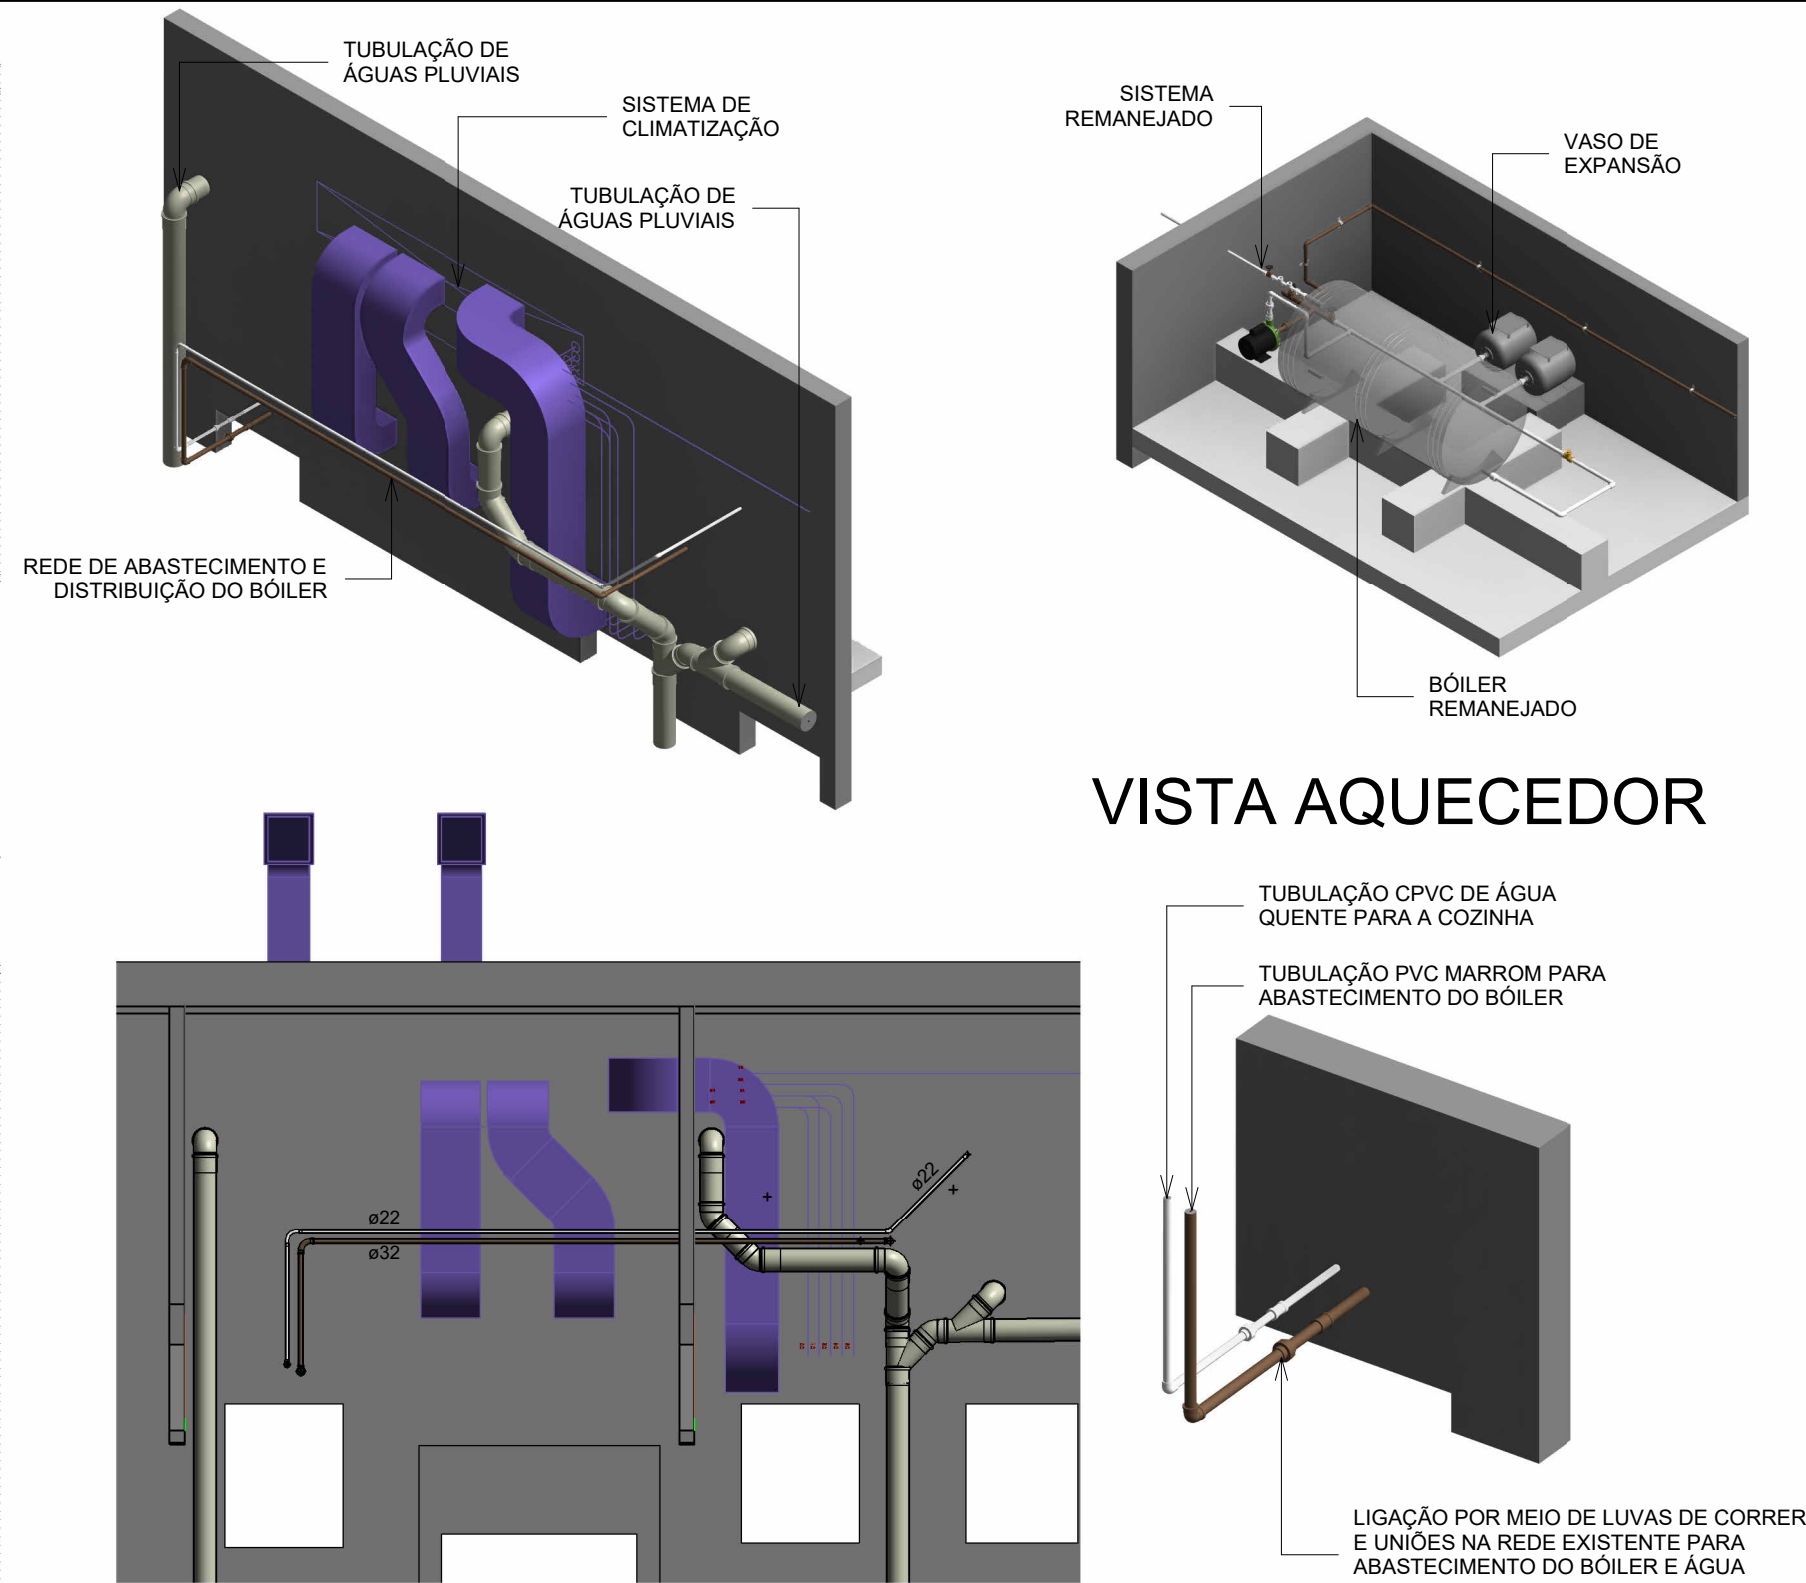 TUBULAÇÃO DE
ÁGUAS PLUVIAIS
SISTEMA DE
CLIMATIZAÇÃO
TUBULAÇÃO DE
ÁGUAS PLUVIAIS
REDE DE ABASTECIMENTO E
DISTRIBUIÇÃO DO BÓILER
SISTEMA
REMANEJADO
VASO DE
EXPANSÃO
BÓILER
REMANEJADO
VISTA AQUECEDOR
ø22
ø22
ø32
TUBULAÇÃO CPVC DE ÁGUA
QUENTE PARA A COZINHA
TUBULAÇÃO PVC MARROM PARA
ABASTECIMENTO DO BÓILER
LIGAÇÃO POR MEIO DE LUVAS DE CORRER
E UNIÕES NA REDE EXISTENTE PARA
ABASTECIMENTO DO BÓILER E ÁGUA